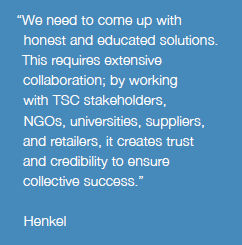 “We need to come up with
honest and educated solutions.
This requires extensive
collaboration; by working
with TSC stakeholders,
NGOs, universities, suppliers,
and retailers, it creates trust
and credibility to ensure
collective success.”
Henkel